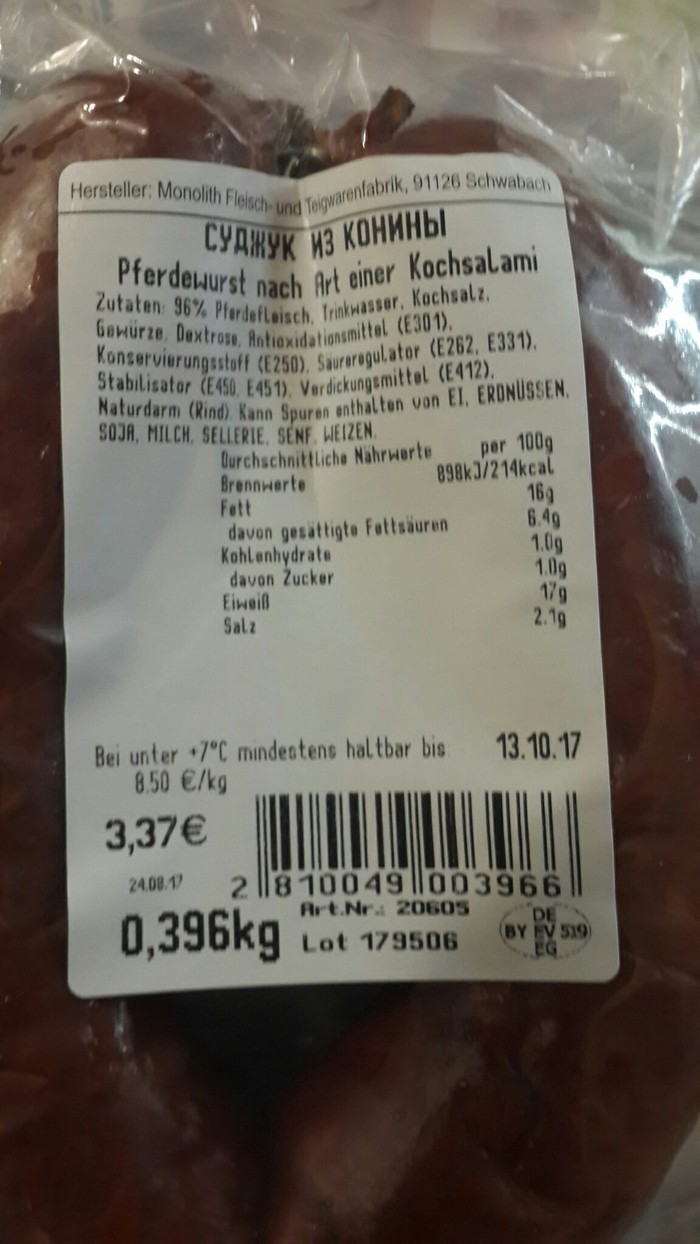 Hersteller: Monolith Fleisch- und Teigwarenfabrik, 91126 Schwabach
СУДЖУК ИЗ КОНИНЫ
Pferdewurst nach Art einer Kochsalami
Zutaten: 96% Pferdefleisch, Trinkwasser, Kochsalz,
Gewürze, Dextrose, Antioxidationsmittel (E301),
Konservierungsstoff (E250), Säureregulator (E262, E331),
Stabilisator (E450, E451), Verdickungsmittel (E412),
Naturdarm (Rind). Kann Spuren enthalten von EI, ERDNÜSSEN,
SOJA, MILCH, SELLERIE, SENF, WEIZEN.
Durchschnittliche Nährwerte per 100g
Brennwerte 898kJ/214kcal
Fett 16g
davon gesättigte Fettsäuren 6.4g
Kohlenhydrate 1.0g
davon Zucker 1.0g
Eiweiß 17g
Salz 2.1g
Bei unter +7°C mindestens haltbar bis: 13.10.17
8.50 €/kg
3,37€
24.08.17
2 810049 003966
0,396kg
Art.Nr.: 20605
Lot 179506
DE
BY EV 519
EG